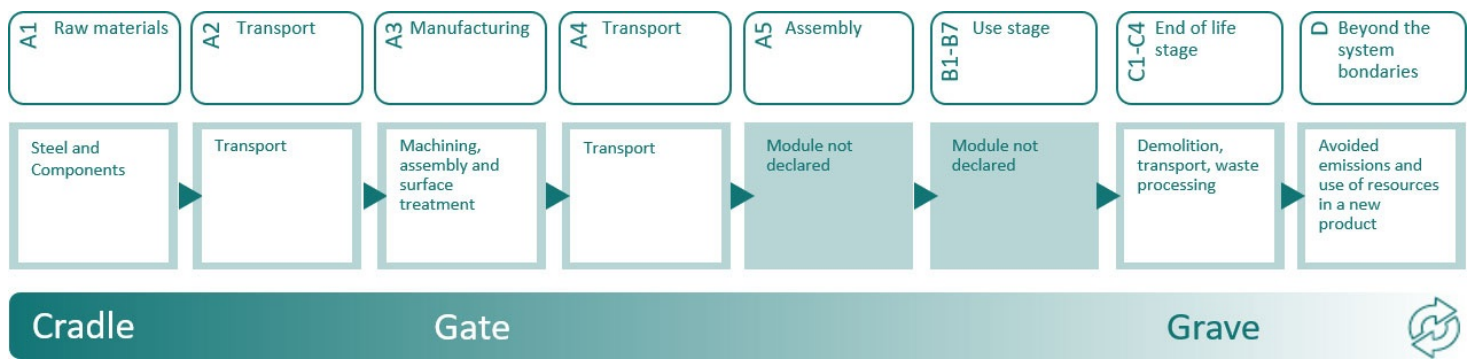 A1 Raw materials
A2 Transport
A3 Manufacturing
A4 Transport
A5 Assembly
B1-B7 Use stage
C1-C4 End of life
stage
D Beyond the
system
bondaries
Steel and
Components
Transport
Machining,
assembly and
surface
treatment
Transport
Module not
declared
Module not
declared
Demolition,
transport, waste
processing
Avoided
emissions and
use of resources
in a new
product
Cradle
Gate
Grave